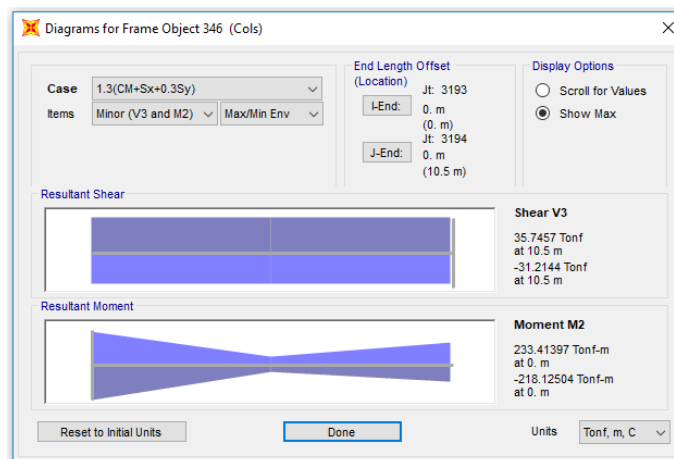 Diagrams for Frame Object 346 (Cols)
Case 1.3(CM+Sx+0.3Sy)
Items Minor (V3 and M2) Max/Min Env
End Length Offset
(Location)
I-End:
Jt: 3193
0. m
(0. m)
J-End:
Jt: 3194
0. m
(10.5 m)
Display Options
Scroll for Values
Show Max
Resultant Shear
Shear V3
35.7457 Tonf
at 10.5 m
-31.2144 Tonf
at 10.5 m
Resultant Moment
Moment M2
233.41397 Tonf-m
at 0. m
-218.12504 Tonf-m
at 0. m
Reset to Initial Units
Done
Units Tonf, m, C